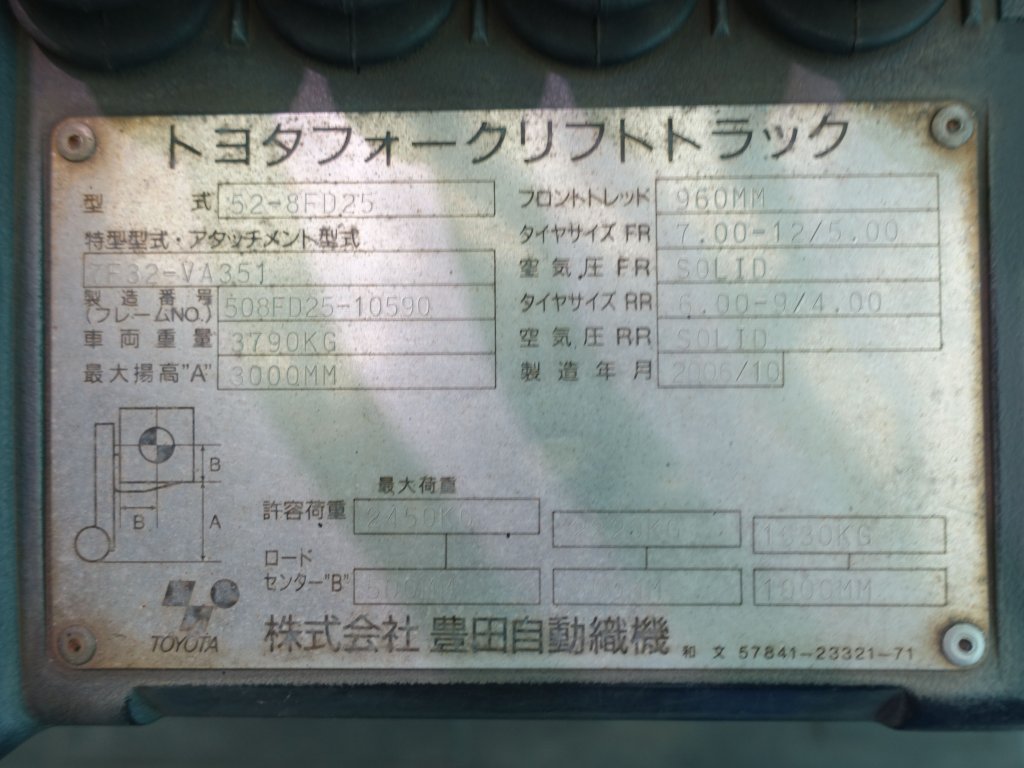 トヨタフォークリフトトラック
型式 52-8FD25
特型型式・アタッチメント型式
7F32-VA351
製造番号 (フレームNO.) 508FD25-10590
車両重量 3790KG
最大揚高"A" 3000MM
フロントトレッド 960MM
タイヤサイズ FR 7.00-12/5.00
空気圧 FR SOLID
タイヤサイズ RR 6.00-9/4.00
空気圧 RR SOLID
製造年月 2006/10
B
B
A
最大荷重
許容荷重 2450KG
ロードセンター"B" 1000MM
TOYOTA
株式会社 豊田自動織機 和文 57841-23321-71